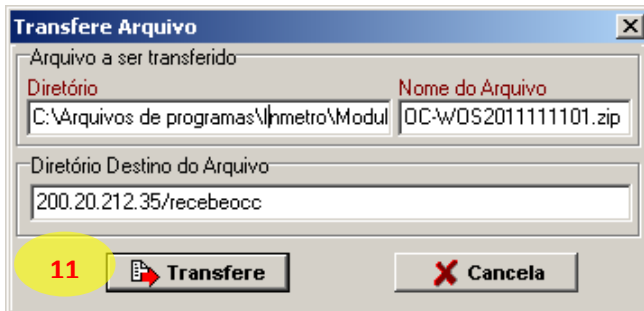 Transfere Arquivo
Arquivo a ser transferido
Diretório Nome do Arquivo
C:\Arquivos de programas\Inmetro\Modul OC-WOS2011111101.zip
Diretório Destino do Arquivo
200.20.212.35/recebeocc
11 Transfere Cancela